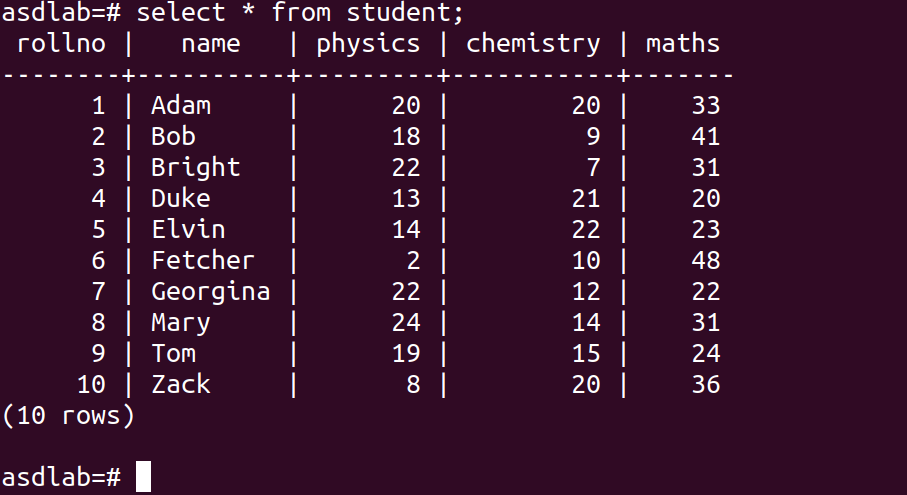 asdlab=# select * from student;
 rollno |   name   | physics | chemistry | maths
--------+----------+---------+-----------+-------
      1 | Adam     |      20 |        20 |    33
      2 | Bob      |      18 |         9 |    41
      3 | Bright   |      22 |         7 |    31
      4 | Duke     |      13 |        21 |    20
      5 | Elvin    |      14 |        22 |    23
      6 | Fetcher  |       2 |        10 |    48
      7 | Georgina |      22 |        12 |    22
      8 | Mary     |      24 |        14 |    31
      9 | Tom      |      19 |        15 |    24
     10 | Zack     |       8 |        20 |    36
(10 rows)

asdlab=#